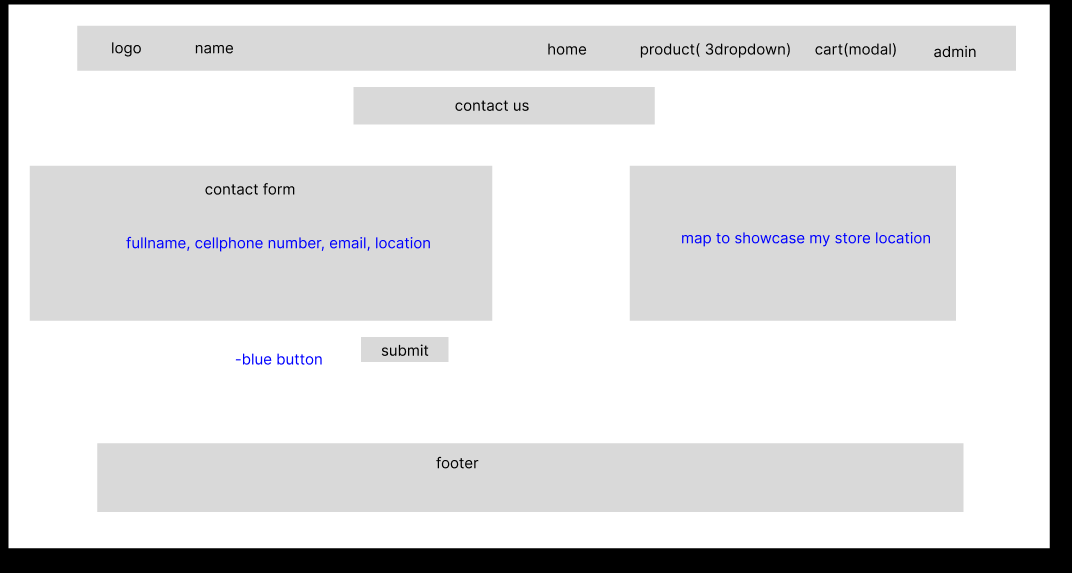 logo name home product( 3dropdown) cart(modal) admin
contact us
contact form
fullname, cellphone number, email, location
map to showcase my store location
submit
-blue button
footer